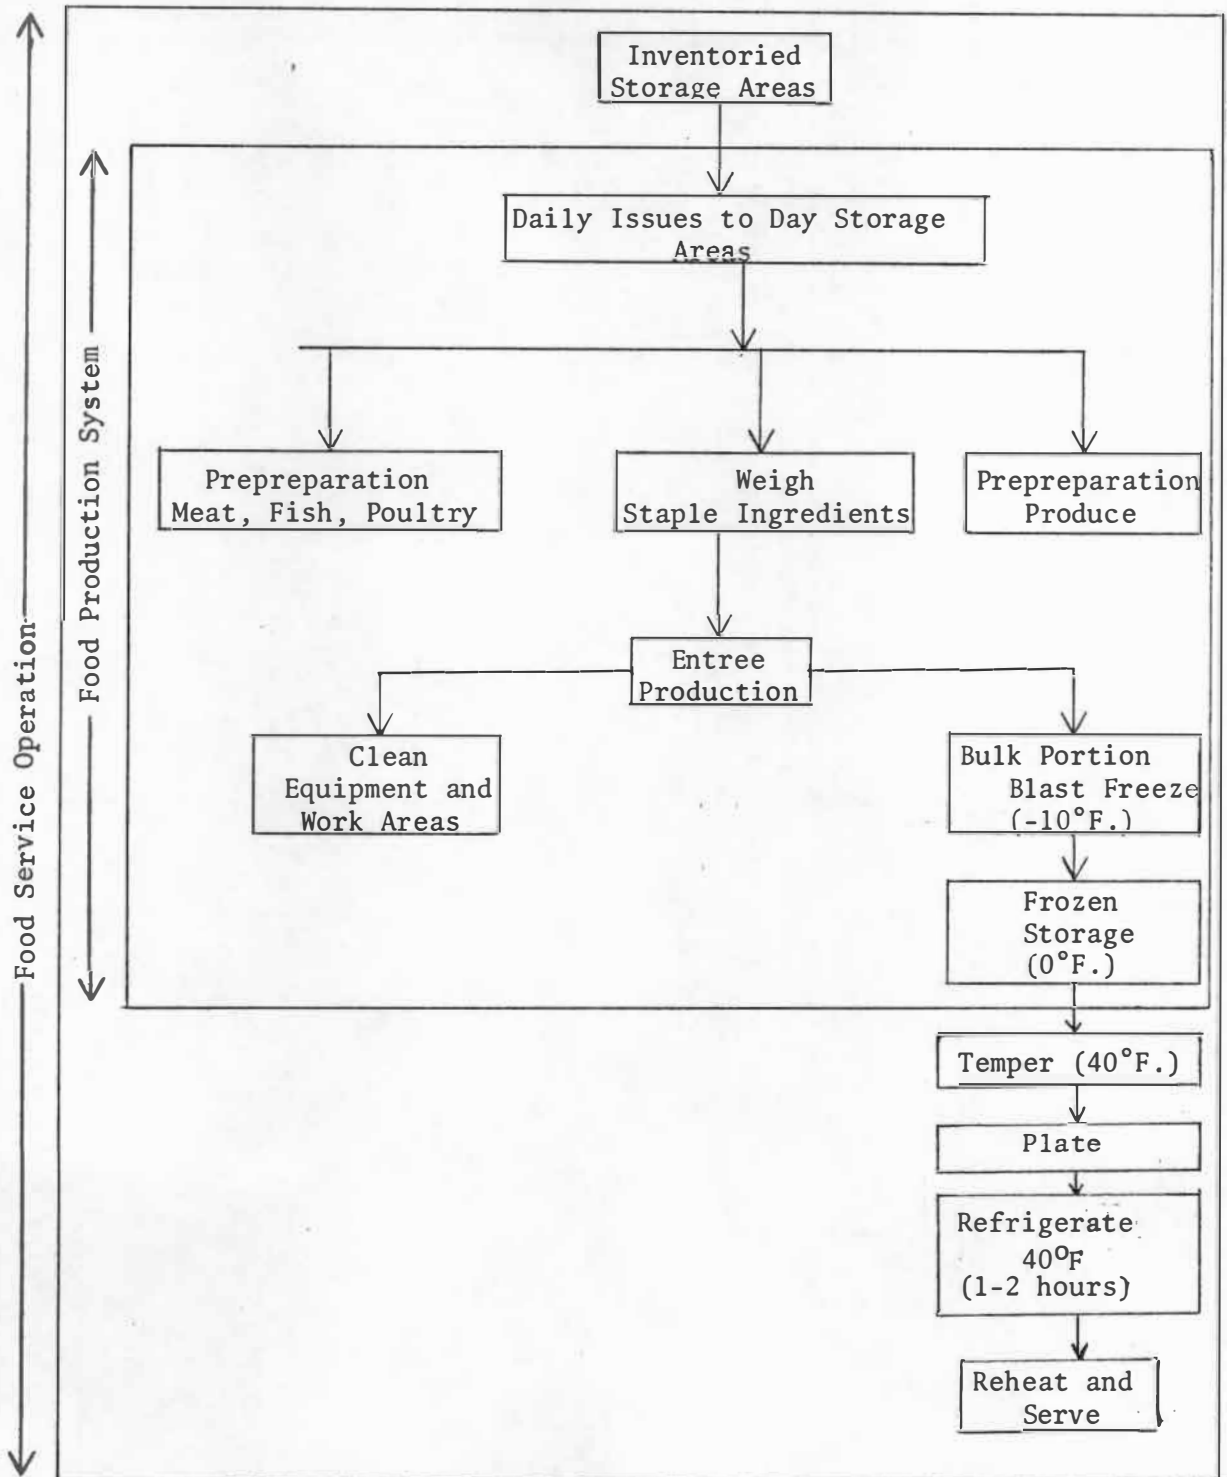 Inventoried
Storage Areas
Daily Issues to Day Storage
Areas
Prepreparation
Meat, Fish, Poultry
Weigh
Staple Ingredients
Prepreparation
Produce
Entree
Production
Clean
Equipment and
Work Areas
Bulk Portion
Blast Freeze
(-10°F.)
Frozen
Storage
(0°F.)
Temper (40°F.)
Plate
Refrigerate
40°F
(1-2 hours)
Reheat and
Serve
Food Production System
Food Service Operation